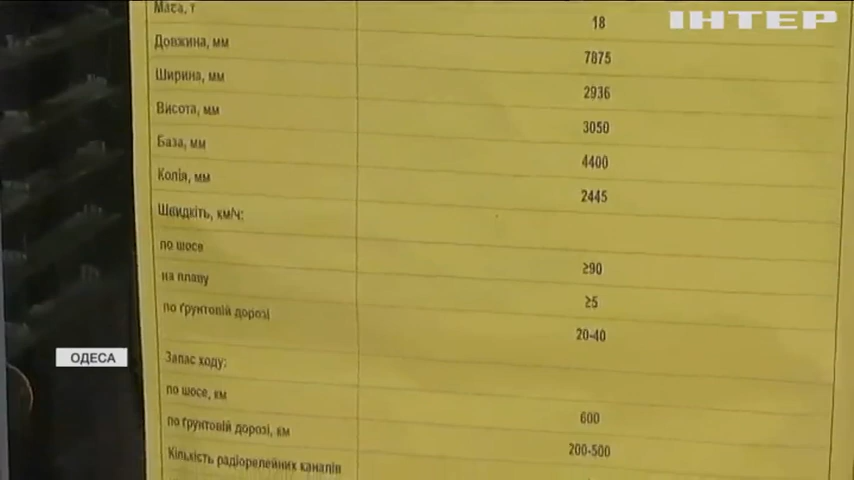 ІНТЕР
Маса, т 18
Довжина, мм 7875
Ширина, мм 2936
Висота, мм 3050
База, мм 4400
Колія, мм 2445
Швидкіть, км/ч:
по шосе ≥90
на плаву ≥5
по ґрунтовій дорозі 20-40
Запас ходу:
по шосе, км 600
по ґрунтовій дорозі, км 200-500
Кількість радіорелейних каналів
ОДЕСА